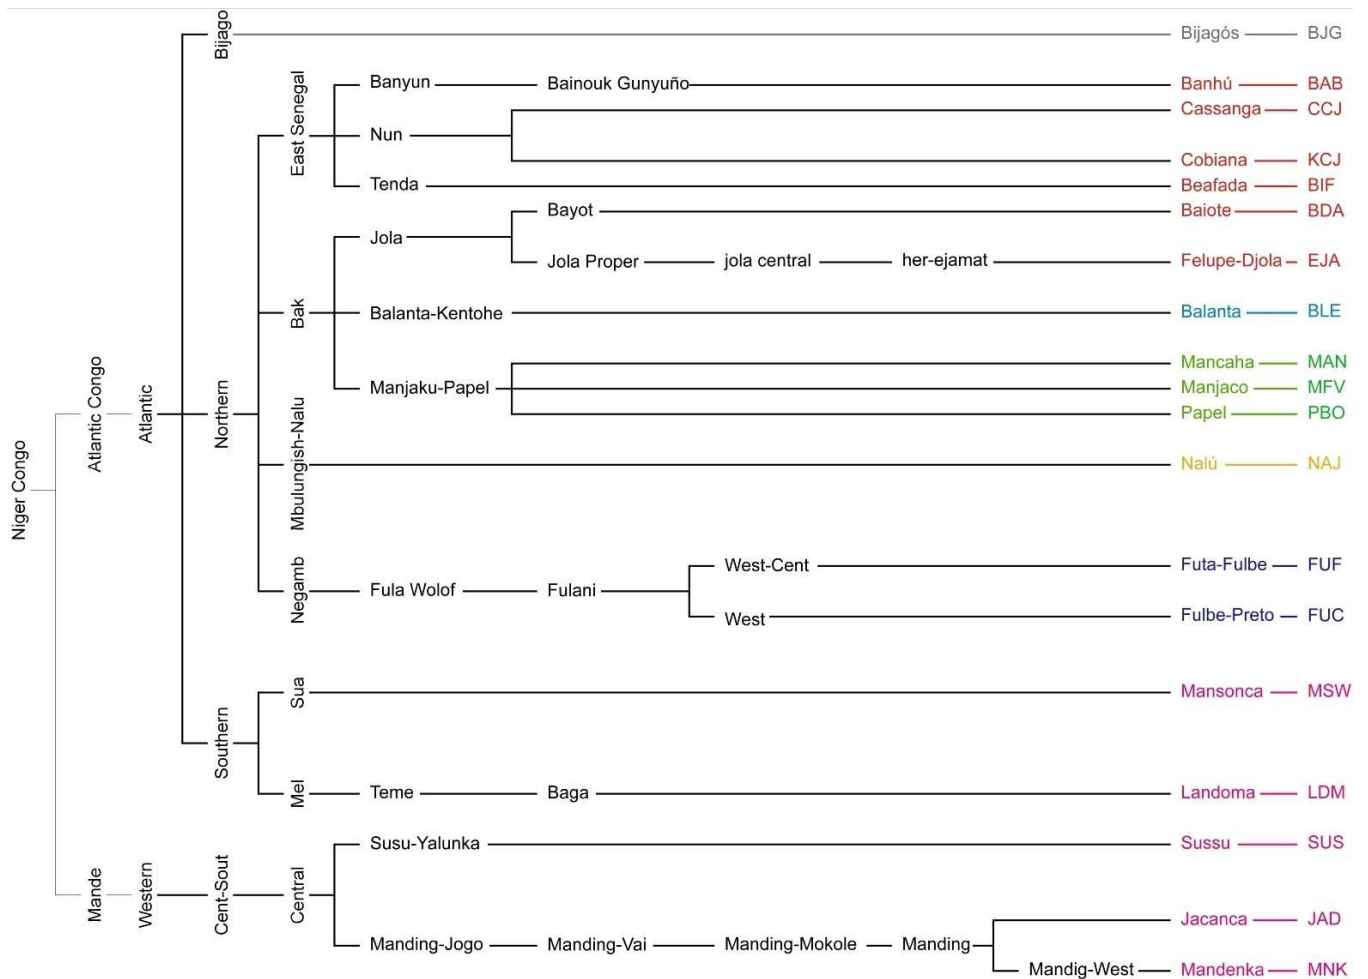 Niger Congo
Atlantic Congo
Atlantic
Bijago
Bijagós BJG
Northern
East Senegal
Banyun Bainouk Gunyuño Banhú BAB
Nun
Cassanga CCJ
Cobiana KCJ
Tenda Beafada BIF
Bak
Jola
Bayot Baiote BDA
Jola Proper jola central her-ejamat Felupe-Djola EJA
Balanta-Kentohe Balanta BLE
Manjaku-Papel
Mancaha MAN
Manjaco MFV
Papel PBO
Mbulungish-Nalu
Nalú NAJ
Negamb
Fula Wolof Fulani
West-Cent Futa-Fulbe FUF
West Fulbe-Preto FUC
Southern
Sua
Mansonca MSW
Mel
Teme Baga Landoma LDM
Mande
Western
Cent-Sout
Central
Susu-Yalunka Sussu SUS
Manding-Jogo Manding-Vai Manding-Mokole Manding
Jacanca JAD
Mandig-West Mandenka MNK